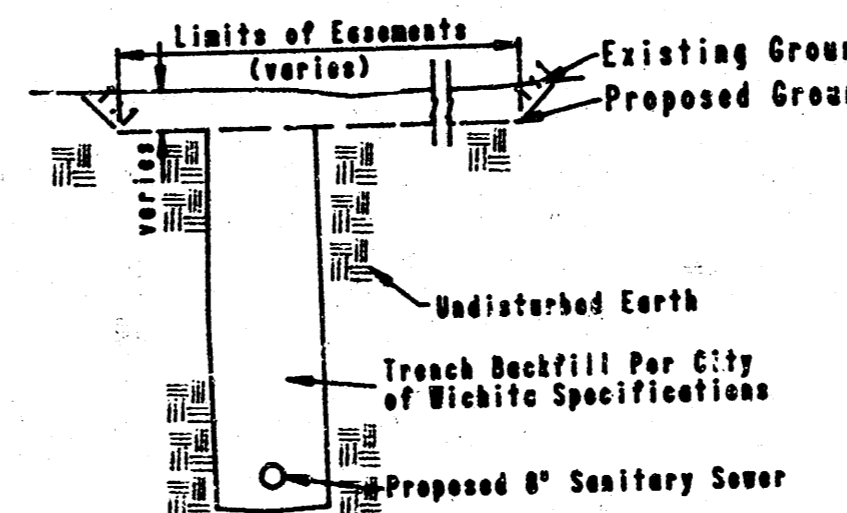 Limits of Easements
(varies)
Existing Groun
Proposed Groun
varies
Undisturbed Earth
Trench Backfill Per City
of Wichita Specifications
Proposed 8" Sanitary Sewer